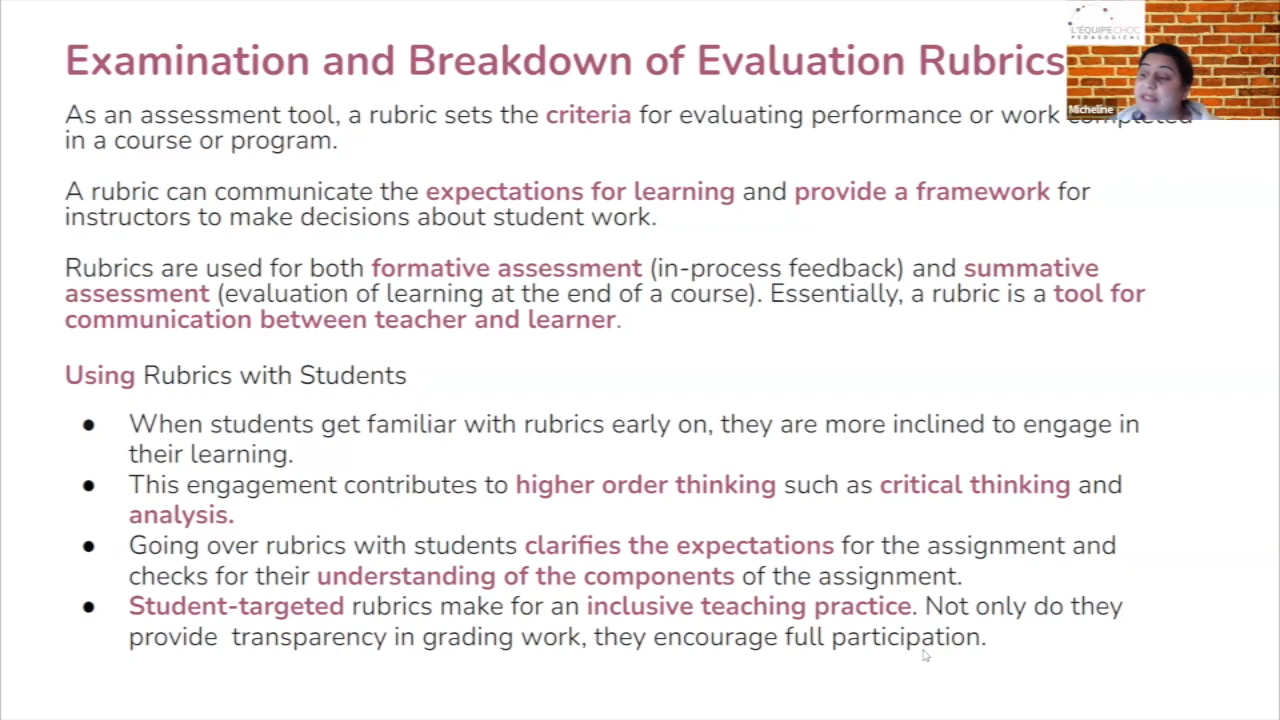 Examination and Breakdown of Evaluation Rubrics
L'ÉQUIPECHOC
PEDAGOGICAL
Micheline
As an assessment tool, a rubric sets the criteria for evaluating performance or work completed
in a course or program.
A rubric can communicate the expectations for learning and provide a framework for
instructors to make decisions about student work.
Rubrics are used for both formative assessment (in-process feedback) and summative
assessment (evaluation of learning at the end of a course). Essentially, a rubric is a tool for
communication between teacher and learner.
Using Rubrics with Students
● When students get familiar with rubrics early on, they are more inclined to engage in
their learning.
● This engagement contributes to higher order thinking such as critical thinking and
analysis.
● Going over rubrics with students clarifies the expectations for the assignment and
checks for their understanding of the components of the assignment.
● Student-targeted rubrics make for an inclusive teaching practice. Not only do they
provide  transparency in grading work, they encourage full participation.